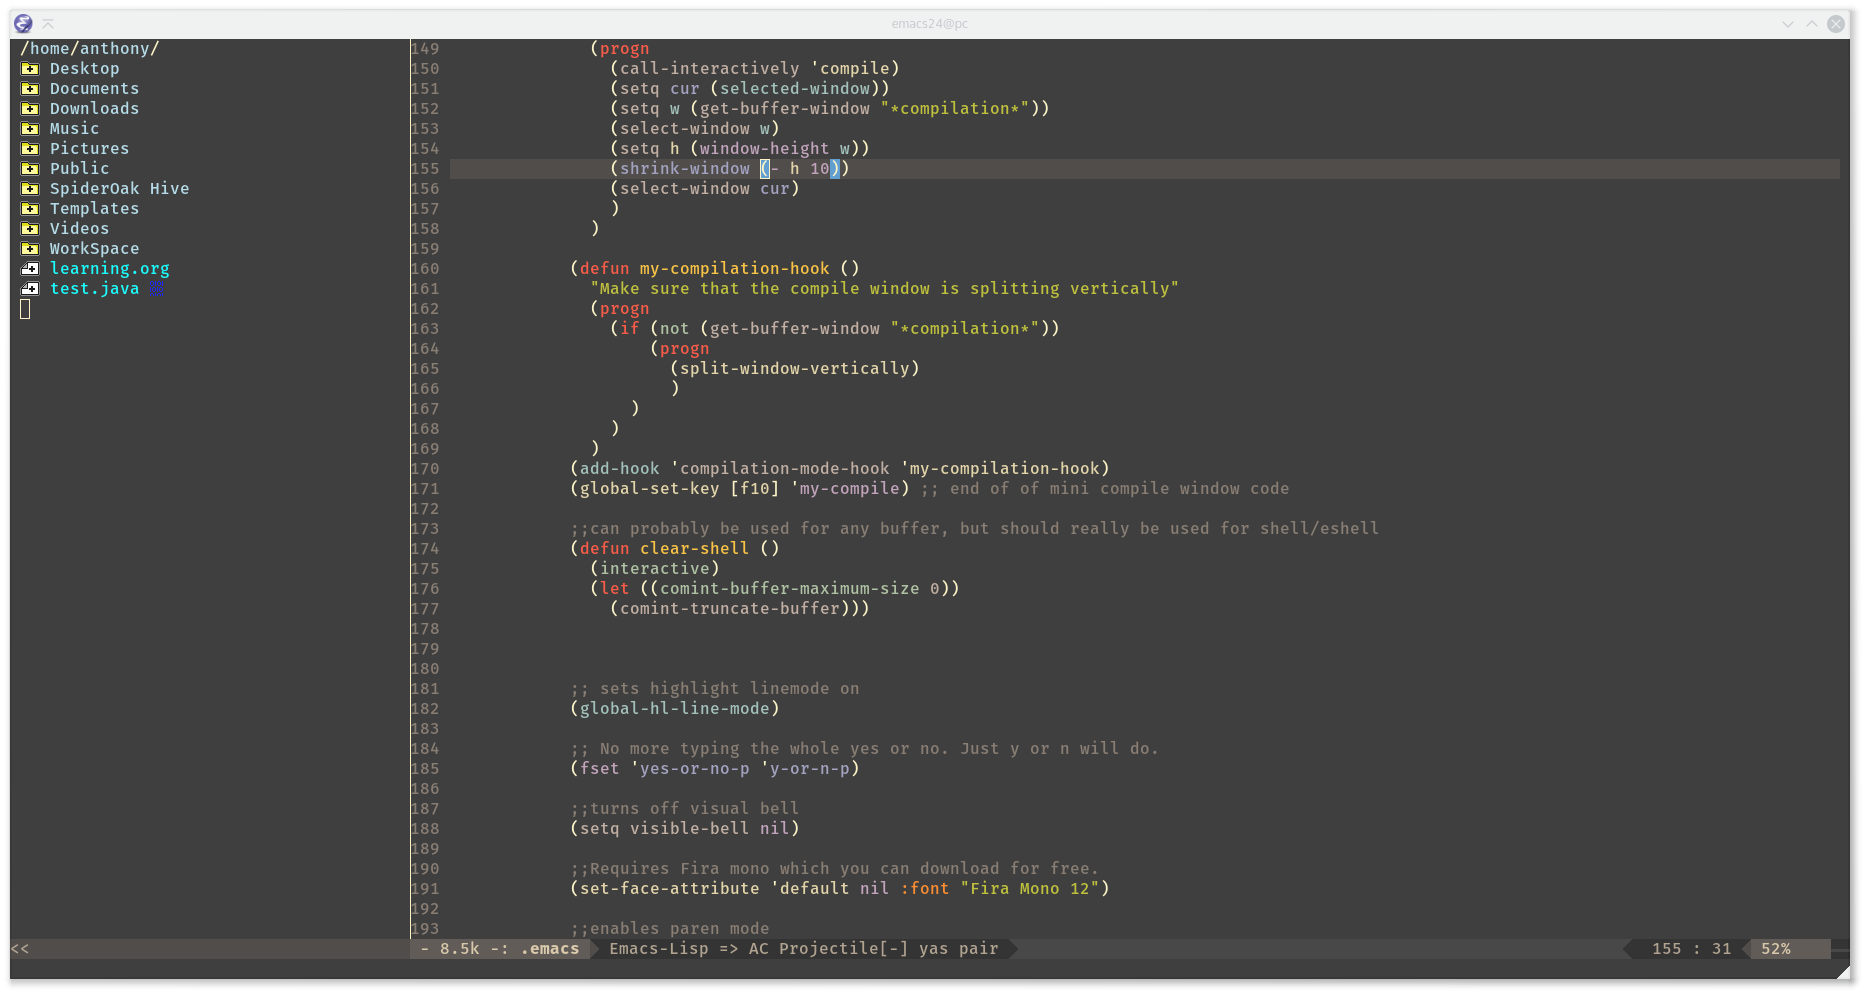 emacs24@pc
/home/anthony/
Desktop
Documents
Downloads
Music
Pictures
Public
SpiderOak Hive
Templates
Videos
WorkSpace
learning.org
test.java
<<
149 (progn
150 (call-interactively 'compile)
151 (setq cur (selected-window))
152 (setq w (get-buffer-window "*compilation*"))
153 (select-window w)
154 (setq h (window-height w))
155 (shrink-window (- h 10))
156 (select-window cur)
157 )
158 )
159
160 (defun my-compilation-hook ()
161 "Make sure that the compile window is splitting vertically"
162 (progn
163 (if (not (get-buffer-window "*compilation*"))
164 (progn
165 (split-window-vertically)
166 )
167 )
168 )
169 )
170 (add-hook 'compilation-mode-hook 'my-compilation-hook)
171 (global-set-key [f10] 'my-compile) ;; end of of mini compile window code
172
173 ;;can probably be used for any buffer, but should really be used for shell/eshell
174 (defun clear-shell ()
175 (interactive)
176 (let ((comint-buffer-maximum-size 0))
177 (comint-truncate-buffer)))
178
179
180
181 ;; sets highlight linemode on
182 (global-hl-line-mode)
183
184 ;; No more typing the whole yes or no. Just y or n will do.
185 (fset 'yes-or-no-p 'y-or-n-p)
186
187 ;;turns off visual bell
188 (setq visible-bell nil)
189
190 ;;Requires Fira mono which you can download for free.
191 (set-face-attribute 'default nil :font "Fira Mono 12")
192
193 ;;enables paren mode
- 8.5k -: .emacs Emacs-Lisp => AC Projectile[-] yas pair 155 : 31 52%